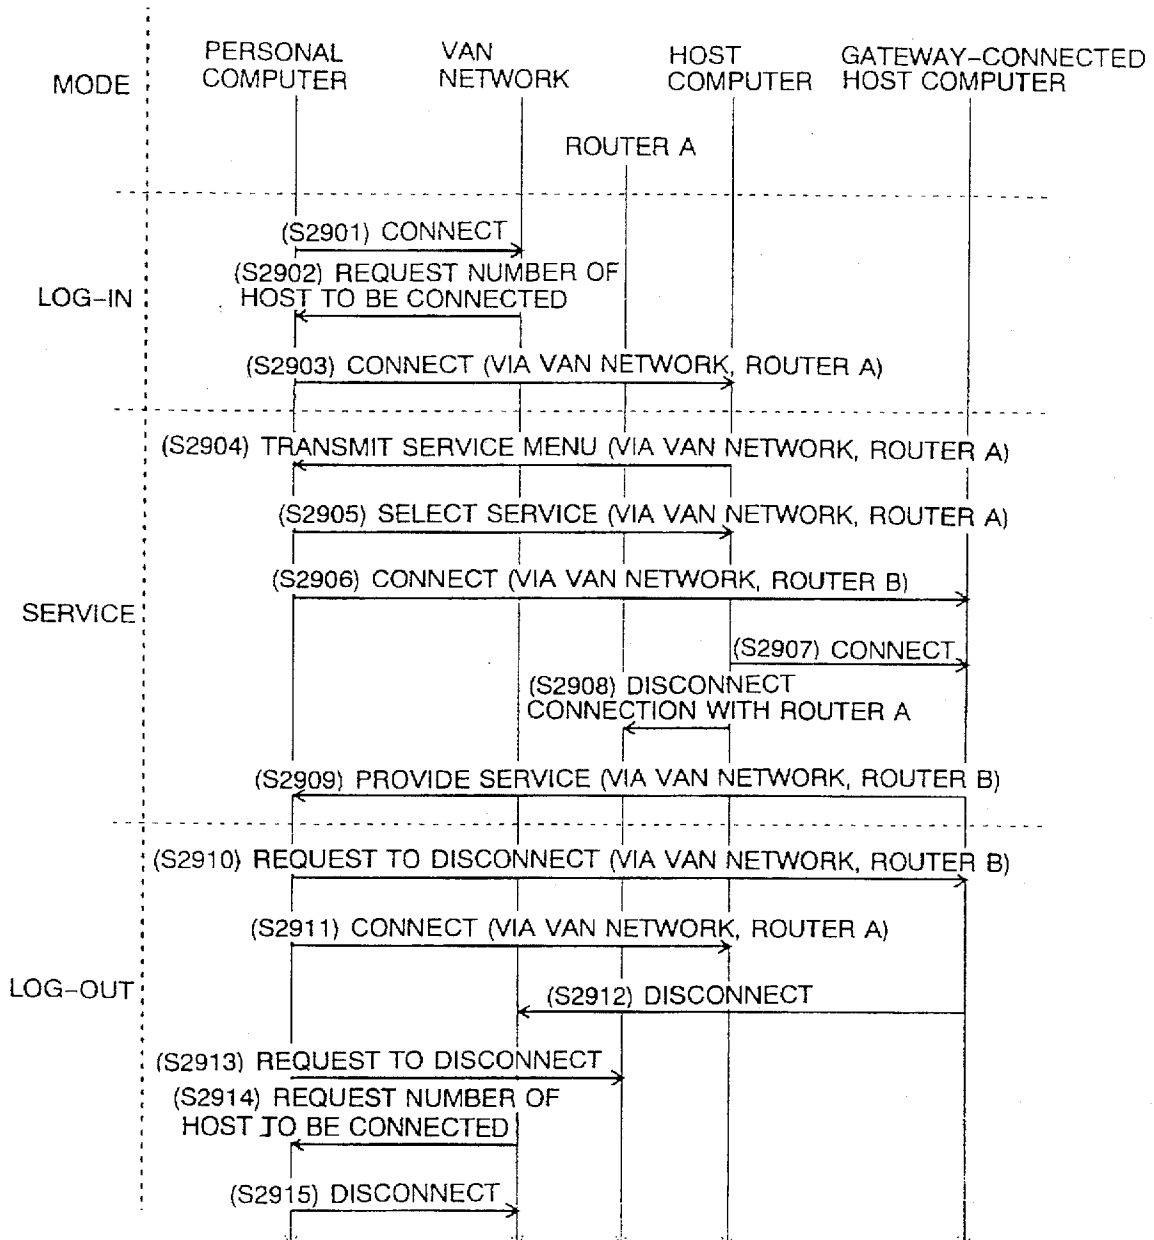 MODE
PERSONAL
COMPUTER
VAN
NETWORK
HOST
COMPUTER
GATEWAY-CONNECTED
HOST COMPUTER
ROUTER A
LOG-IN
(S2901) CONNECT
(S2902) REQUEST NUMBER OF
HOST TO BE CONNECTED
(S2903) CONNECT (VIA VAN NETWORK, ROUTER A)
SERVICE
(S2904) TRANSMIT SERVICE MENU (VIA VAN NETWORK, ROUTER A)
(S2905) SELECT SERVICE (VIA VAN NETWORK, ROUTER A)
(S2906) CONNECT (VIA VAN NETWORK, ROUTER B)
(S2907) CONNECT
(S2908) DISCONNECT
CONNECTION WITH ROUTER A
(S2909) PROVIDE SERVICE (VIA VAN NETWORK, ROUTER B)
LOG-OUT
(S2910) REQUEST TO DISCONNECT (VIA VAN NETWORK, ROUTER B)
(S2911) CONNECT (VIA VAN NETWORK, ROUTER A)
(S2912) DISCONNECT
(S2913) REQUEST TO DISCONNECT
(S2914) REQUEST NUMBER OF
HOST TO BE CONNECTED
(S2915) DISCONNECT